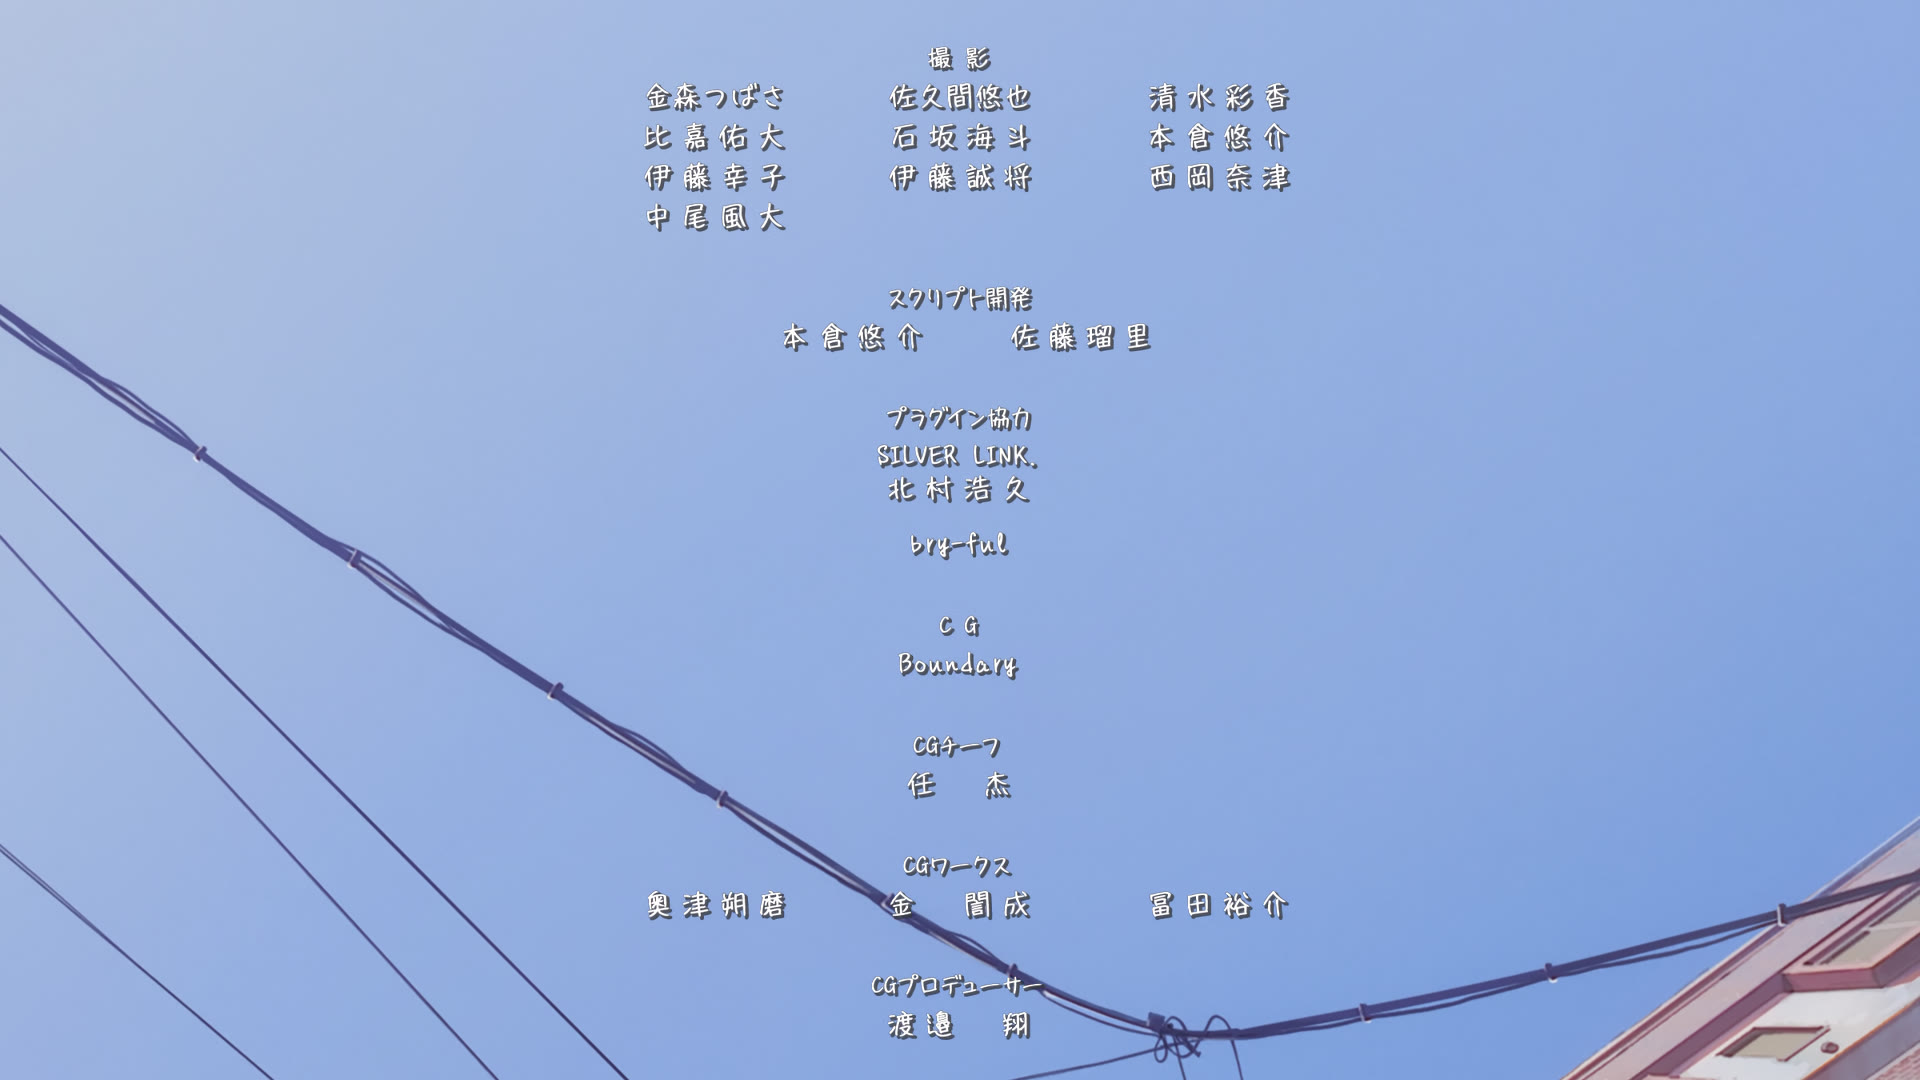 撮影
金森つばさ 佐久間悠也 清水彩香
比嘉佑大 石坂海斗 本倉悠介
伊藤幸子 伊藤誠将 西岡奈津
中尾風大
スクリプト開発
本倉悠介 佐藤瑠里
プラグイン協力
SILVER LINK.
北村浩久
bry-ful
CG
Boundary
CGチーフ
任 杰
CGワークス
奥津朔磨 金 誾成 冨田裕介
CGプロデューサー
渡邉 翔